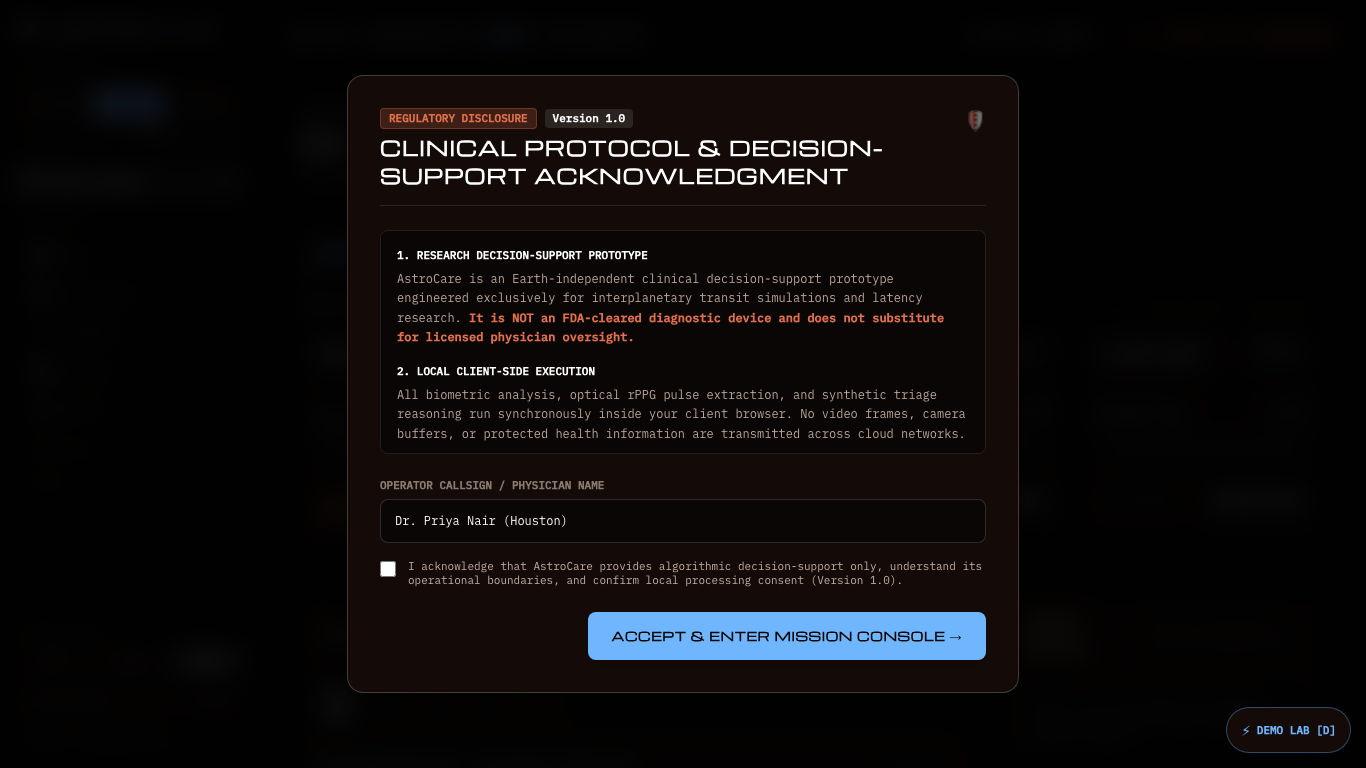 REGULATORY DISCLOSURE Version 1.0
CLINICAL PROTOCOL & DECISION-
SUPPORT ACKNOWLEDGMENT
1. RESEARCH DECISION-SUPPORT PROTOTYPE
AstroCare is an Earth-independent clinical decision-support prototype
engineered exclusively for interplanetary transit simulations and latency
research. It is NOT an FDA-cleared diagnostic device and does not substitute
for licensed physician oversight.
2. LOCAL CLIENT-SIDE EXECUTION
All biometric analysis, optical rPPG pulse extraction, and synthetic triage
reasoning run synchronously inside your client browser. No video frames, camera
buffers, or protected health information are transmitted across cloud networks.
OPERATOR CALLSIGN / PHYSICIAN NAME
Dr. Priya Nair (Houston)
I acknowledge that AstroCare provides algorithmic decision-support only, understand its
operational boundaries, and confirm local processing consent (Version 1.0).
ACCEPT & ENTER MISSION CONSOLE →
⚡ DEMO LAB [D]